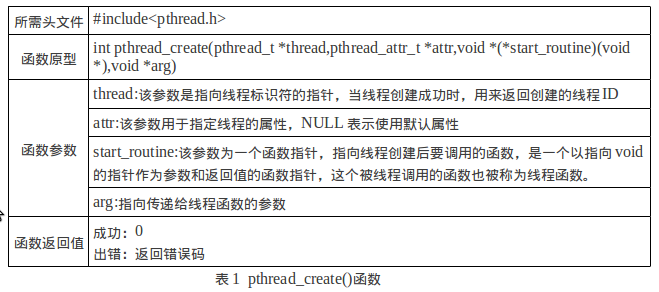 所需头文件 #include<pthread.h>
函数原型 int pthread_create(pthread_t *thread,pthread_attr_t *attr,void *(*start_routine)(void
*),void *arg)
函数参数
thread:该参数是指向线程标识符的指针，当线程创建成功时，用来返回创建的线程ID
attr:该参数用于指定线程的属性，NULL 表示使用默认属性
start_routine:该参数为一个函数指针，指向线程创建后要调用的函数，是一个以指向 void
的指针作为参数和返回值的函数指针，这个被线程调用的函数也被称为线程函数。
arg:指向传递给线程函数的参数
函数返回值
成功：0
出错：返回错误码
表 1 pthread_create()函数